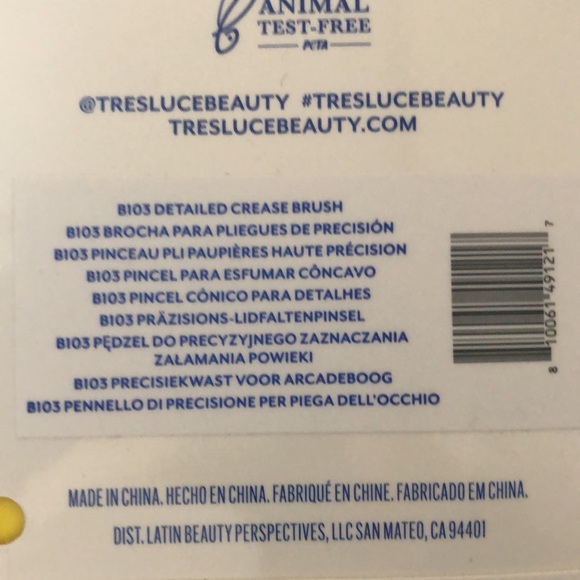 ANIMAL
TEST-FREE
PETA
@TRESLUCEBEAUTY #TRESLUCEBEAUTY
TRESLUCEBEAUTY.COM
B103 DETAILED CREASE BRUSH
B103 BROCHA PARA PLIEGUES DE PRECISIÓN
B103 PINCEAU PLI PAUPIÈRES HAUTE PRÉCISION
B103 PINCEL PARA ESFUMAR CÔNCAVO
B103 PINCEL CÓNICO PARA DETALHES
B103 PRÄZISIONS-LIDFALTENPINSEL
B103 PĘDZEL DO PRECYZYJNEGO ZAZNACZANIA
ZAŁAMANIA POWIEKI
B103 PRECISIEKWAST VOOR ARCADEBOOG
B103 PENNELLO DI PRECISIONE PER PIEGA DELL'OCCHIO
8 10061 49121 7
MADE IN CHINA. HECHO EN CHINA. FABRIQUÉ EN CHINE. FABRICADO EM CHINA.
DIST. LATIN BEAUTY PERSPECTIVES, LLC SAN MATEO, CA 94401